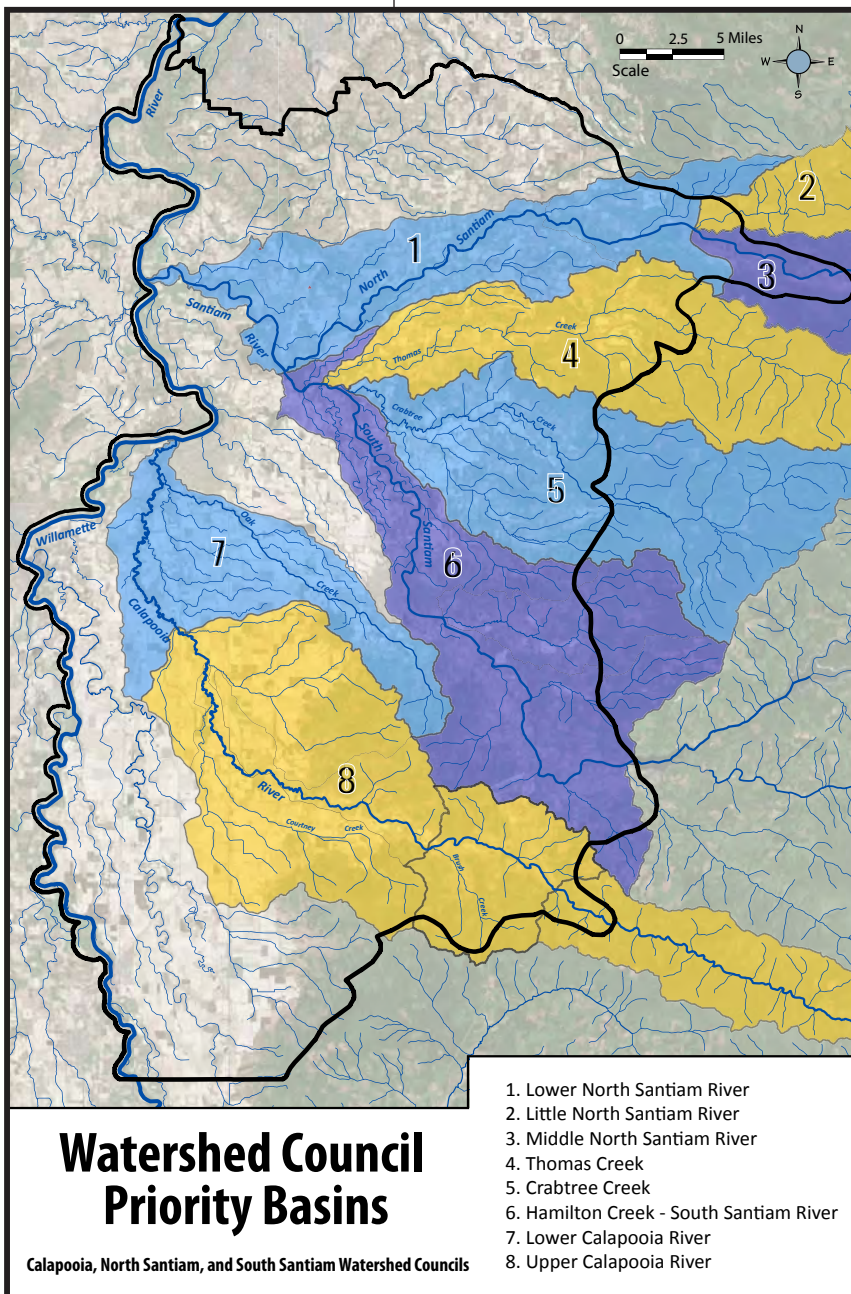 0 2.5 5 Miles
Scale
N
W E
S
River
2
1
North
Santiam
3
Santiam
River
Creek
Thomas
4
Crabtree
Creek
South
5
Oak
Willamette
Santiam
7
6
Creek
Calapooia
8
River
Courtney Creek
Brush
Creek
Watershed Council
Priority Basins
Calapooia, North Santiam, and South Santiam Watershed Councils
1. Lower North Santiam River
2. Little North Santiam River
3. Middle North Santiam River
4. Thomas Creek
5. Crabtree Creek
6. Hamilton Creek - South Santiam River
7. Lower Calapooia River
8. Upper Calapooia River